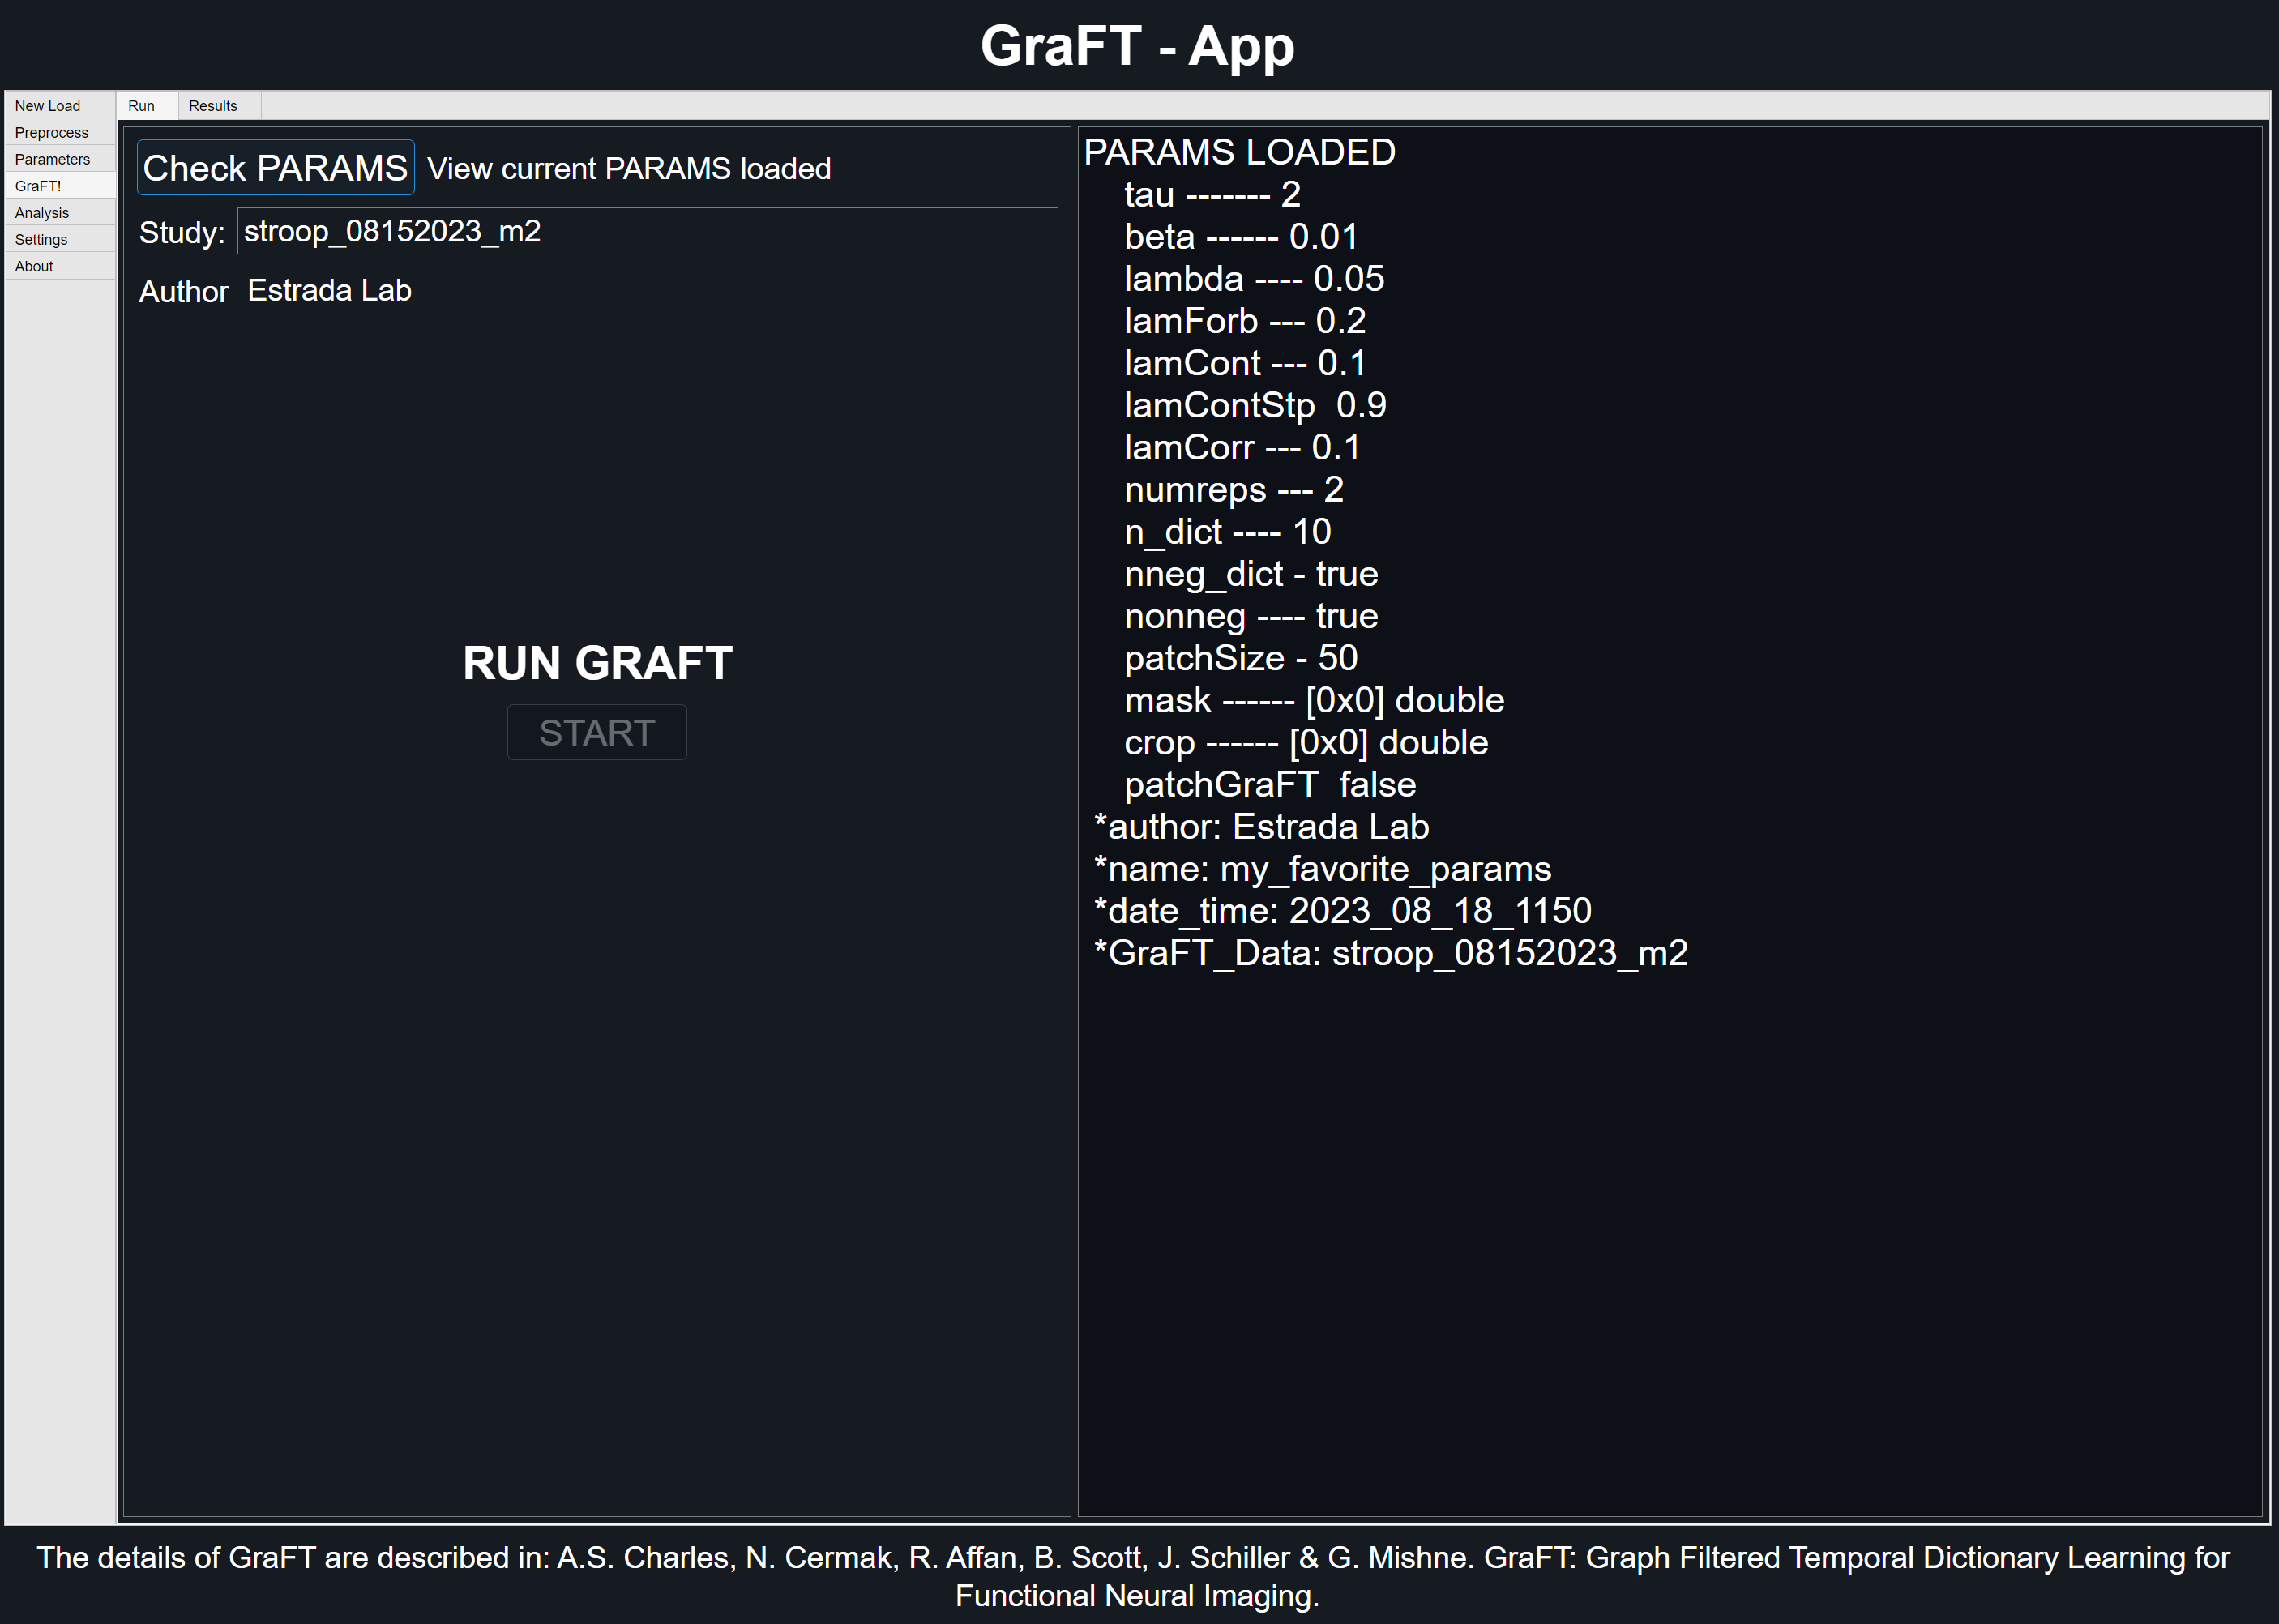 GraFT - App
New Load
Preprocess
Parameters
GraFT!
Analysis
Settings
About
Run
Results
Check PARAMS
View current PARAMS loaded
Study:
stroop_08152023_m2
Author
Estrada Lab
RUN GRAFT
START
PARAMS LOADED
tau ------- 2
beta ------ 0.01
lambda ---- 0.05
lamForb --- 0.2
lamCont --- 0.1
lamContStp 0.9
lamCorr --- 0.1
numreps --- 2
n_dict ---- 10
nneg_dict - true
nonneg ---- true
patchSize - 50
mask ------ [0x0] double
crop ------ [0x0] double
patchGraFT false
*author: Estrada Lab
*name: my_favorite_params
*date_time: 2023_08_18_1150
*GraFT_Data: stroop_08152023_m2
The details of GraFT are described in: A.S. Charles, N. Cermak, R. Affan, B. Scott, J. Schiller & G. Mishne. GraFT: Graph Filtered Temporal Dictionary Learning for
Functional Neural Imaging.